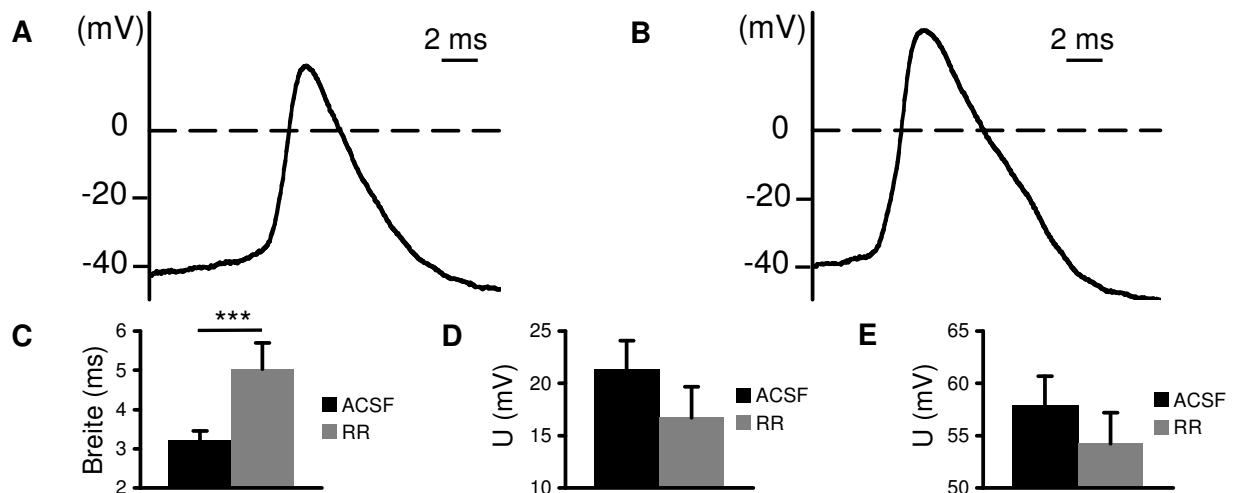 A
(mV)
2 ms
0
-20
-40
B
(mV)
2 ms
0
-20
-40
C
Breite (ms)
6
5
4
3
2
***
ACSF
RR
D
U (mV)
25
20
15
10
ACSF
RR
E
U (mV)
65
60
55
50
ACSF
RR